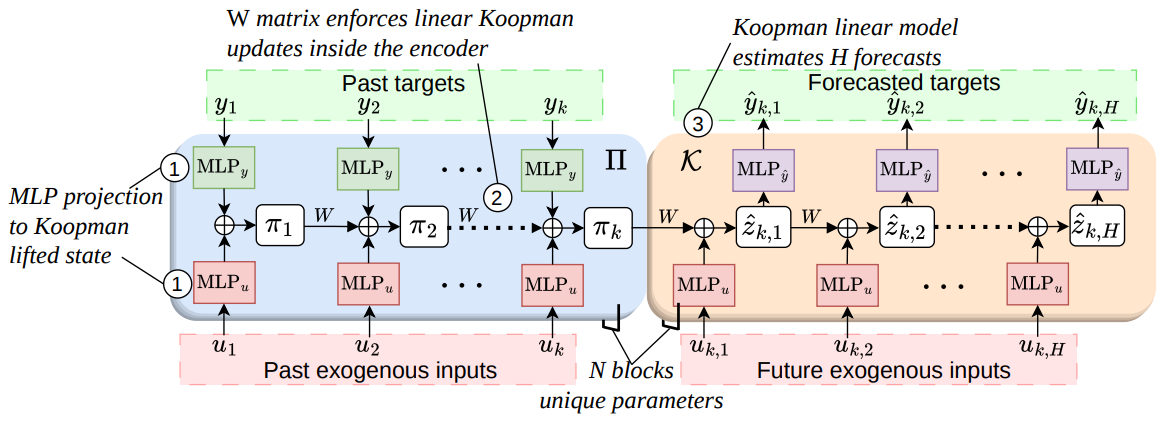 W matrix enforces linear Koopman
updates inside the encoder
Koopman linear model
estimates H forecasts
Past targets
y₁ y₂ yₖ
Forecasted targets
ŷₖ,₁ ŷₖ,₂ ŷₖ,H
3
1 MLPy MLPy ··· MLPy Π
𝒦 MLPŷ MLPŷ ··· MLPŷ
2
MLP projection
to Koopman
lifted state
π₁ W π₂ W πₖ W ẑₖ,₁ W ẑₖ,₂ ẑₖ,H
1 MLPᵤ MLPᵤ ··· MLPᵤ
MLPᵤ MLPᵤ ··· MLPᵤ
u₁ u₂ uₖ
Past exogenous inputs
uₖ,₁ uₖ,₂ uₖ,H
Future exogenous inputs
N blocks
unique parameters